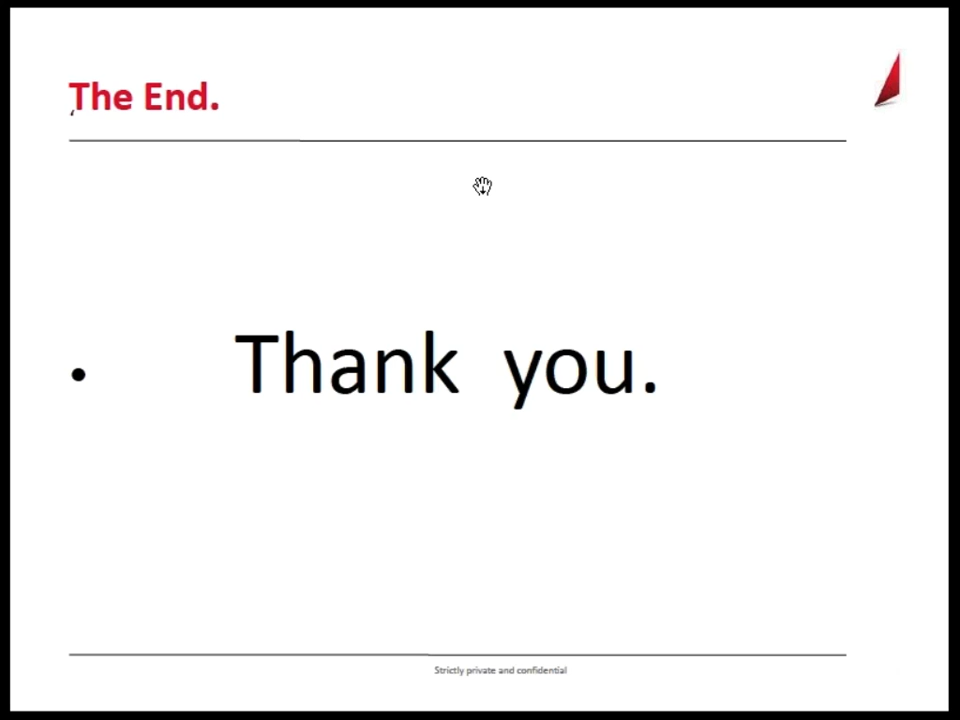 The End.
‘
• Thank you.
Strictly private and confidential